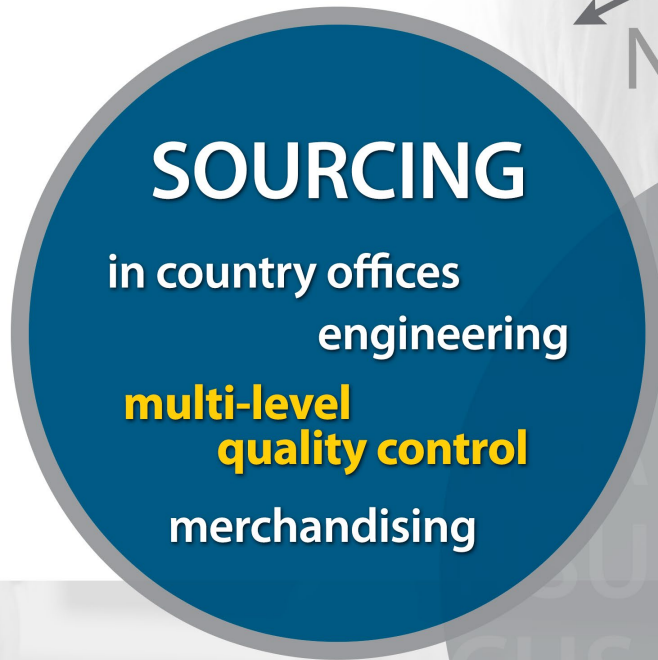 SOURCING
in country offices
engineering
multi-level
quality control
merchandising